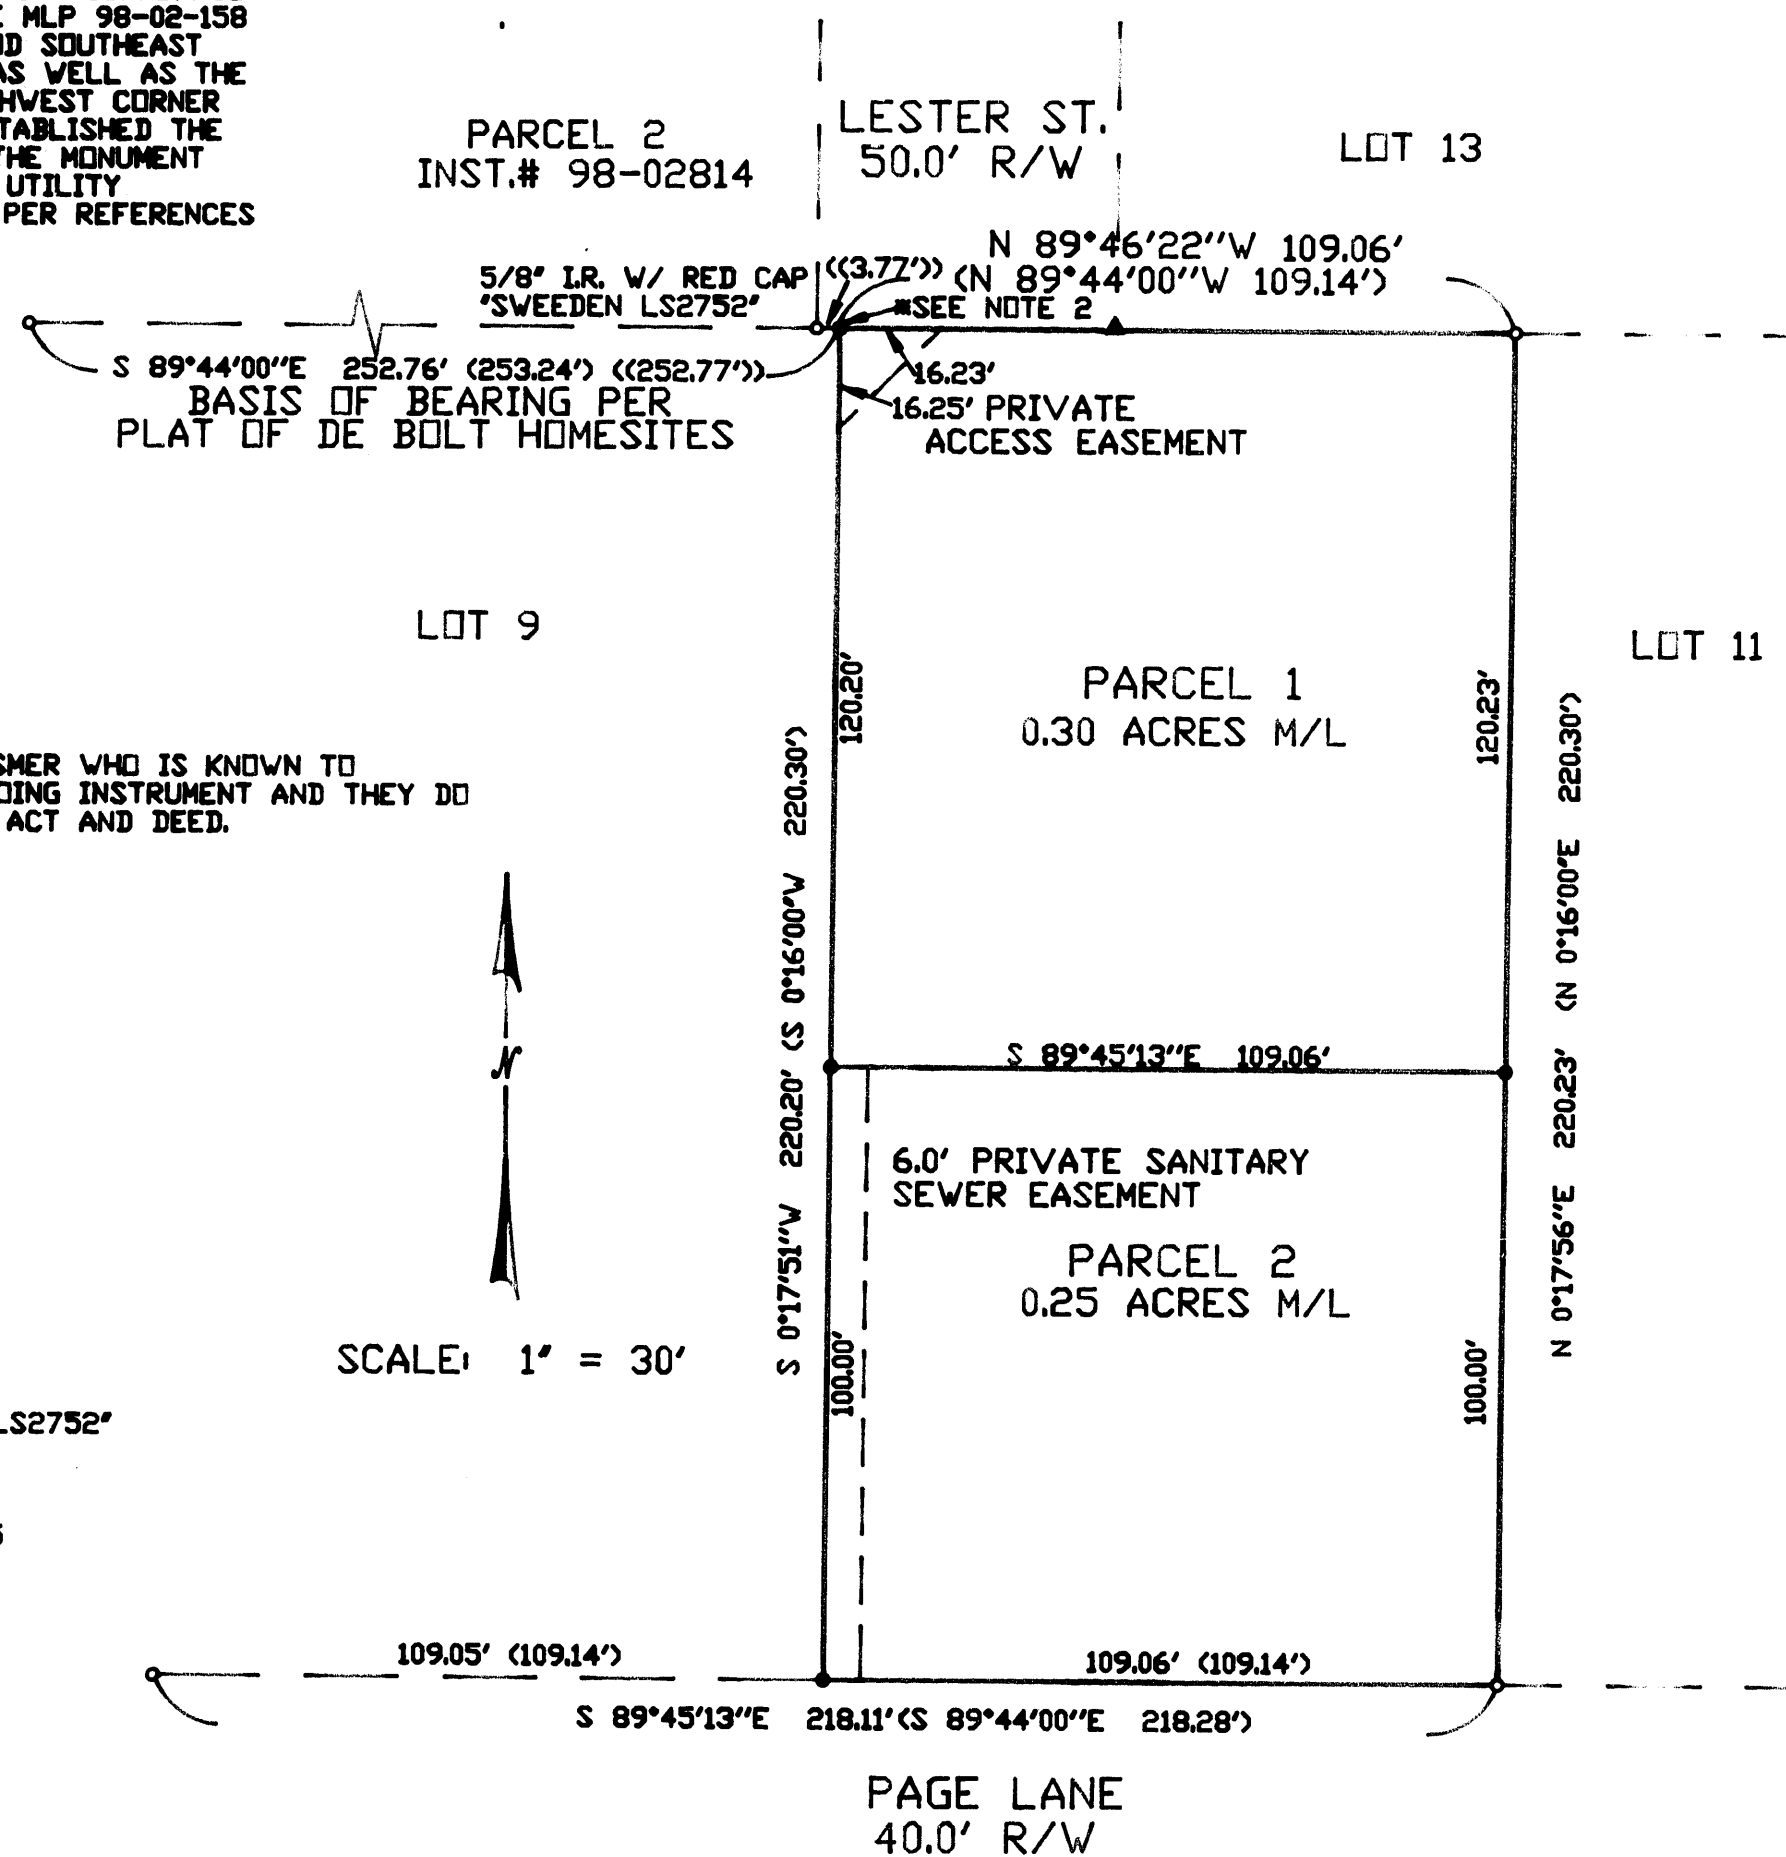 MLP 98-02-158
SOUTHEAST
AS WELL AS THE
CORNER
THE
THE MONUMENT
UTILITY
PER REFERENCES
PARCEL 2
INST.# 98-02814
LESTER ST.
50.0' R/W
LOT 13
N 89°46'22"W 109.06'
(N 89°44'00"W 109.14')
((3.77'))
5/8" I.R. W/ RED CAP
"SWEEDEN LS2752"
*SEE NOTE 2
S 89°44'00"E 252.76' (253.24') ((252.77'))
BASIS OF BEARING PER
PLAT OF DE BOLT HOMESITES
16.23'
16.25' PRIVATE
ACCESS EASEMENT
LOT 9
LOT 11
PARCEL 1
0.30 ACRES M/L
120.20'
120.23'
WHO IS KNOWN TO
INSTRUMENT AND THEY DO
ACT AND DEED.
S 0°17'51"W 220.20' (S 0°16'00"W 220.30')
N 0°17'56"E 220.23' (N 0°16'00"E 220.30')
N
S 89°45'13"E 109.06'
6.0' PRIVATE SANITARY
SEWER EASEMENT
PARCEL 2
0.25 ACRES M/L
SCALE: 1" = 30'
100.00'
100.00'
LS2752"
109.05' (109.14')
109.06' (109.14')
S 89°45'13"E 218.11' (S 89°44'00"E 218.28')
PAGE LANE
40.0' R/W